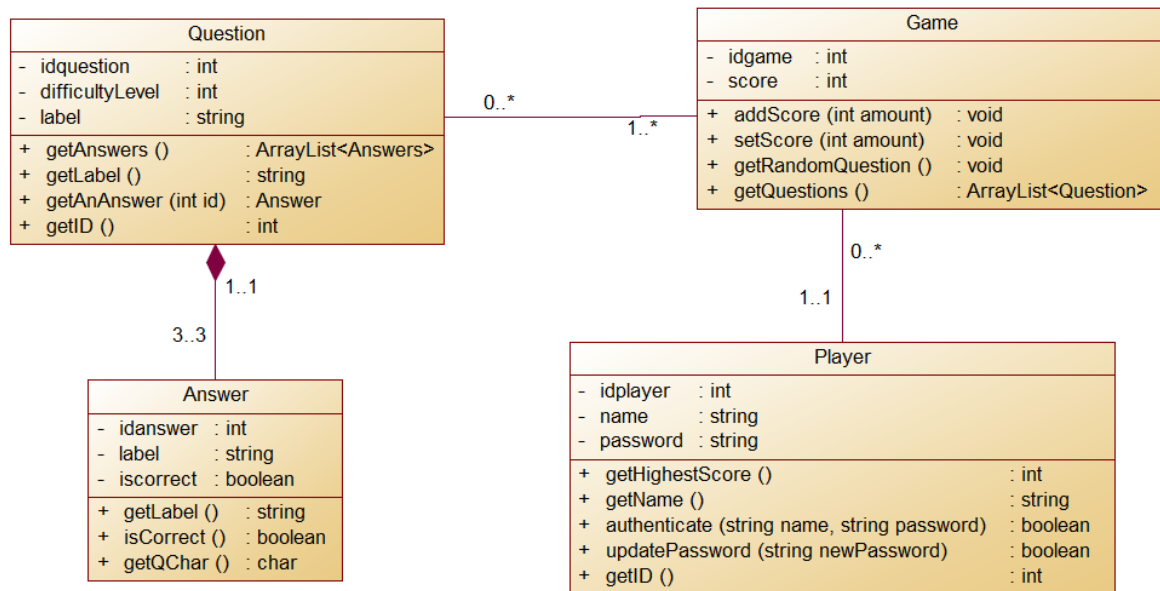 Question
- idquestion : int
- difficultyLevel : int
- label : string
+ getAnswers () : ArrayList<Answers>
+ getLabel () : string
+ getAnAnswer (int id) : Answer
+ getID () : int
0..*
1..*
Game
- idgame : int
- score : int
+ addScore (int amount) : void
+ setScore (int amount) : void
+ getRandomQuestion () : void
+ getQuestions () : ArrayList<Question>
1..1
3..3
0..*
1..1
Answer
- idanswer : int
- label : string
- iscorrect : boolean
+ getLabel () : string
+ isCorrect () : boolean
+ getQChar () : char
Player
- idplayer : int
- name : string
- password : string
+ getHighestScore () : int
+ getName () : string
+ authenticate (string name, string password) : boolean
+ updatePassword (string newPassword) : boolean
+ getID () : int